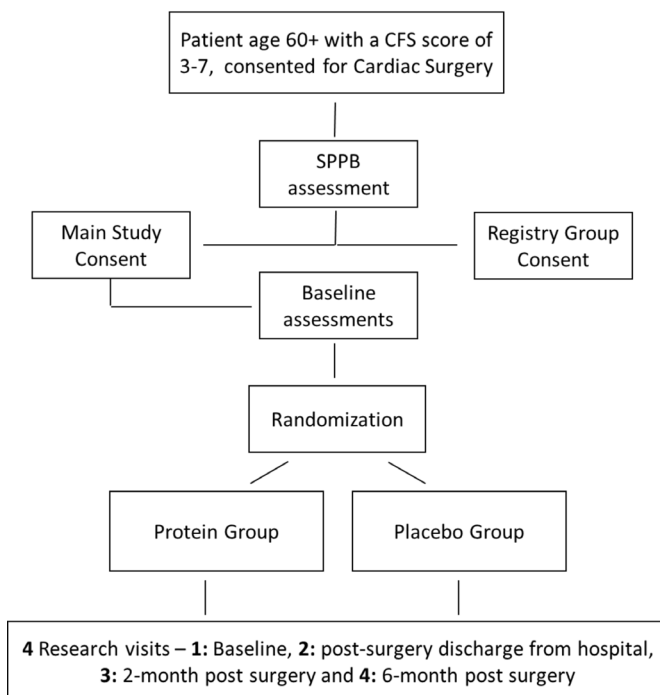 Patient age 60+ with a CFS score of
3-7, consented for Cardiac Surgery
SPPB
assessment
Main Study
Consent
Registry Group
Consent
Baseline
assessments
Randomization
Protein Group
Placebo Group
4 Research visits – 1: Baseline, 2: post-surgery discharge from hospital,
3: 2-month post surgery and 4: 6-month post surgery